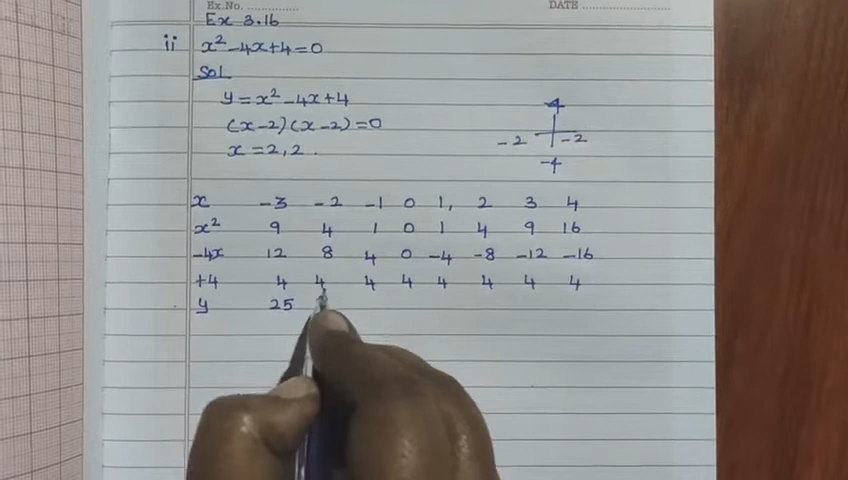 Ex.No. ..............
DATE ........................
Ex 3.16
ii x² -4x+4=0
Sol
y = x² -4x+4
(x-2)(x-2)=0
x = 2,2.
4
-2 -2
-4
x -3 -2 -1 0 1, 2 3 4
x² 9 4 1 0 1 4 9 16
-4x 12 8 4 0 -4 -8 -12 -16
+4 4 4 4 4 4 4 4 4
y 25